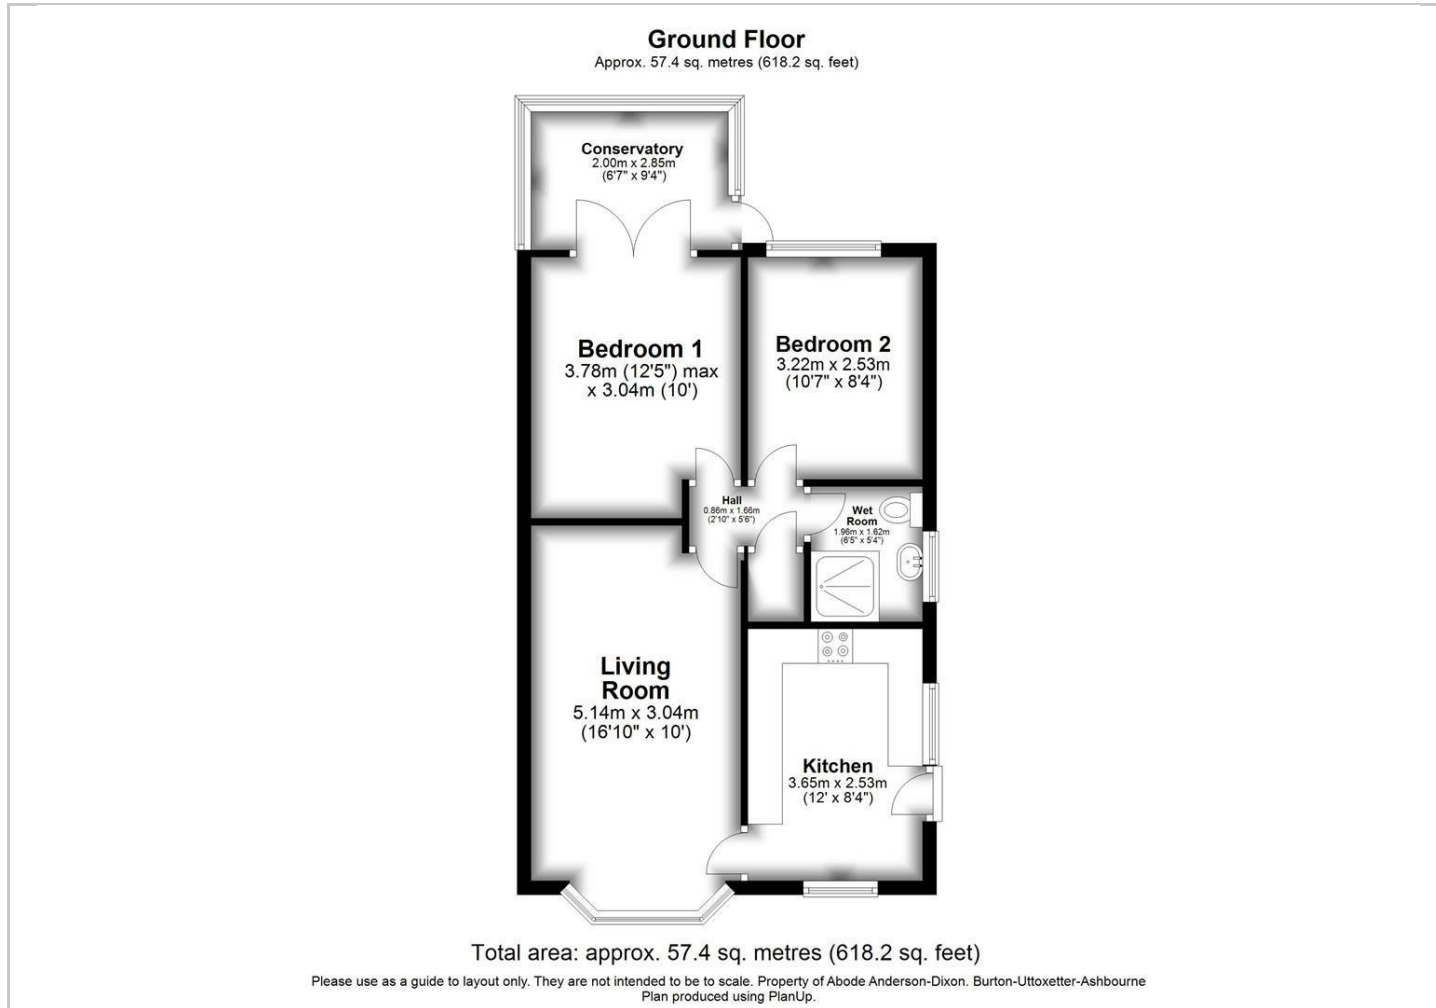 Ground Floor
Approx. 57.4 sq. metres (618.2 sq. feet)
Conservatory
2.00m x 2.85m
(6'7" x 9'4")
Bedroom 1
3.78m (12'5") max
x 3.04m (10')
Bedroom 2
3.22m x 2.53m
(10'7" x 8'4")
Hall
0.86m x 1.66m
(2'10" x 5'6")
Wet
Room
1.96m x 1.62m
(6'5" x 5'4")
Living
Room
5.14m x 3.04m
(16'10" x 10')
Kitchen
3.65m x 2.53m
(12' x 8'4")
Total area: approx. 57.4 sq. metres (618.2 sq. feet)
Please use as a guide to layout only. They are not intended to be to scale. Property of Abode Anderson-Dixon. Burton-Uttoxetter-Ashbourne
Plan produced using PlanUp.